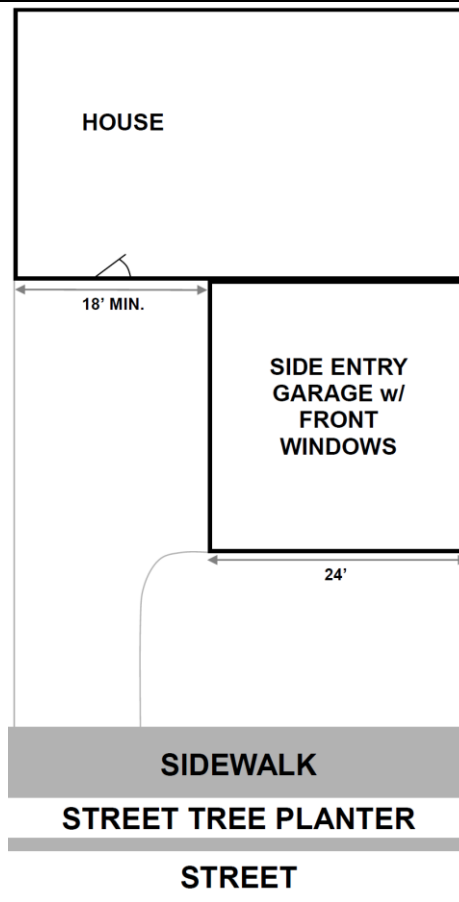 HOUSE
18’ MIN.
SIDE ENTRY
GARAGE w/
FRONT
WINDOWS
24’
SIDEWALK
STREET TREE PLANTER
STREET